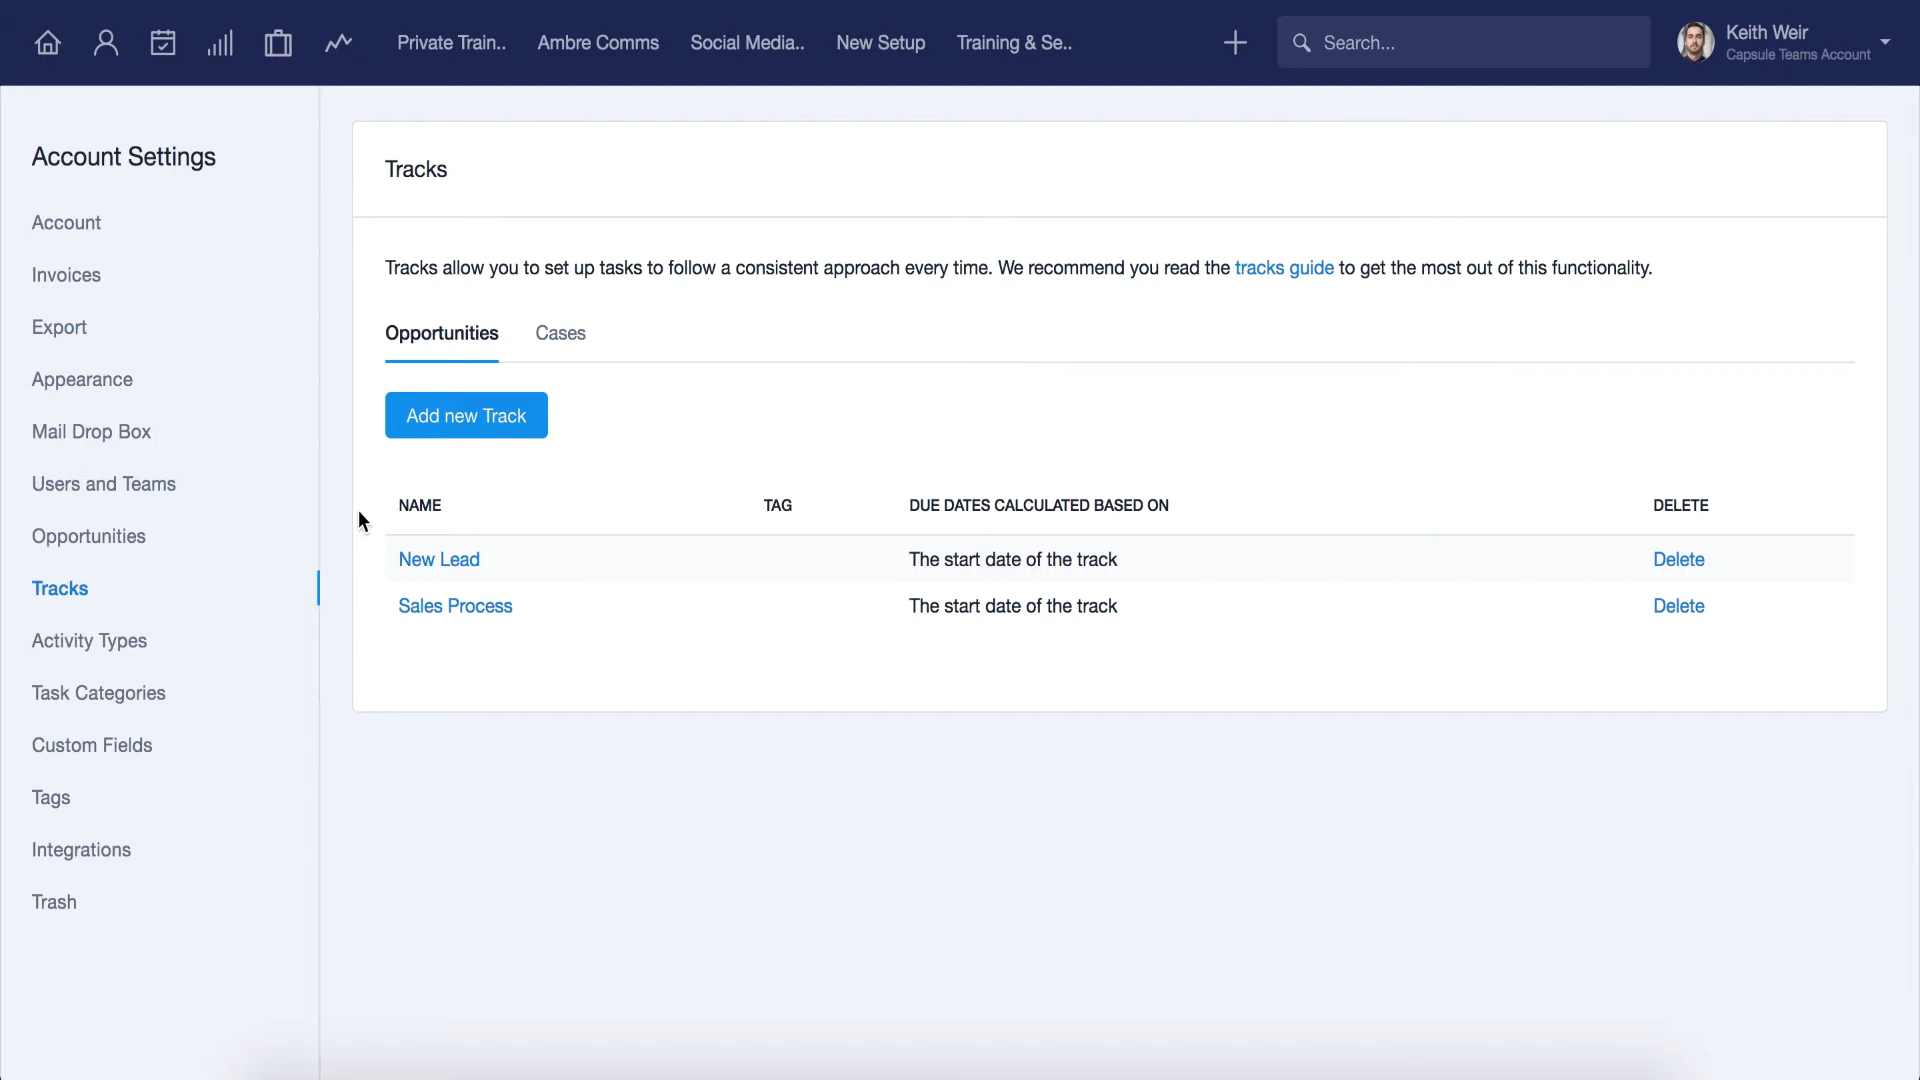 Private Train..
Ambre Comms
Social Media..
New Setup
Training & Se..
Search...
Keith Weir
Capsule Teams Account
Account Settings
Account
Invoices
Export
Appearance
Mail Drop Box
Users and Teams
Opportunities
Tracks
Activity Types
Task Categories
Custom Fields
Tags
Integrations
Trash
Tracks
Tracks allow you to set up tasks to follow a consistent approach every time. We recommend you read the tracks guide to get the most out of this functionality.
Opportunities
Cases
Add new Track
NAME TAG DUE DATES CALCULATED BASED ON DELETE
New Lead The start date of the track Delete
Sales Process The start date of the track Delete